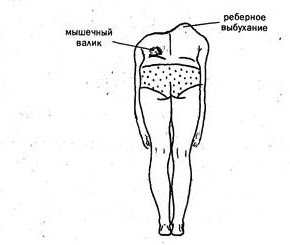 мышечный
валик
реберное
выбухание